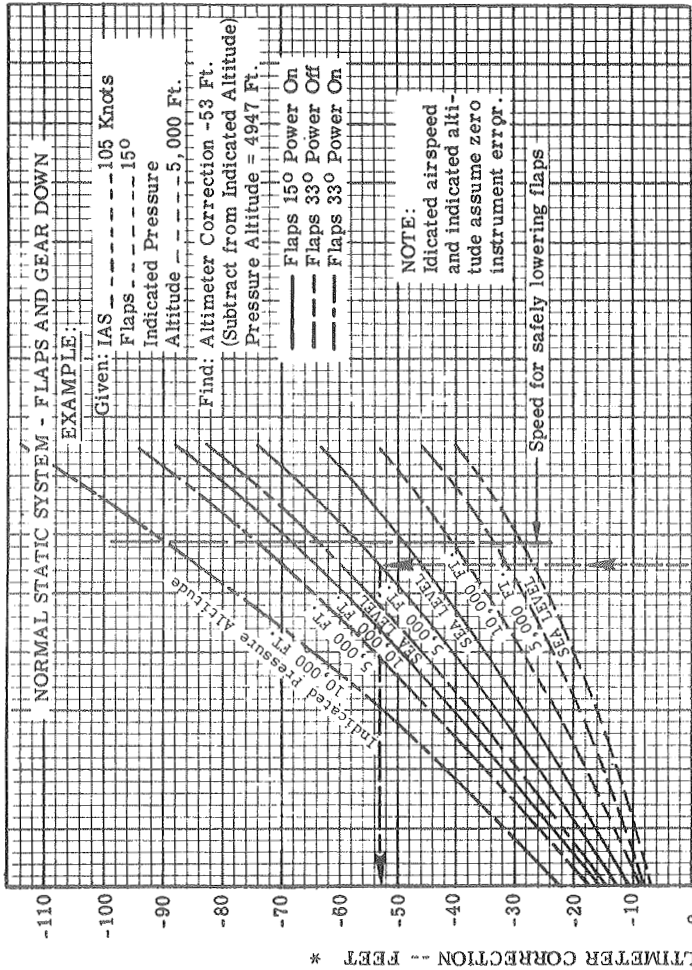 NORMAL STATIC SYSTEM - FLAPS AND GEAR DOWN
EXAMPLE:
Given: IAS _ _ _ _ _ _ _ 105 Knots
Flaps _ _ _ _ _ _ _ 15°
Indicated Pressure
Altitude _ _ _ _ _ 5,000 Ft.
Find: Altimeter Correction -53 Ft.
(Subtract from Indicated Altitude)
Pressure Altitude = 4947 Ft.
Flaps 15° Power On
Flaps 33° Power Off
Flaps 33° Power On
NOTE:
Idicated airspeed
and indicated alti-
tude assume zero
instrument error.
Speed for safely lowering flaps
Indicated Pressure Altitude
10,000 FT.
5,000 FT.
10,000 FT.
SEA LEVEL
SEA LEVEL
5,000 FT.
SEA LEVEL
10,000 FT.
5,000 FT.
SEA LEVEL
-110
-100
-90
-80
-70
-60
-50
-40
-30
-20
-10
LTIMETER CORRECTION -- FEET *